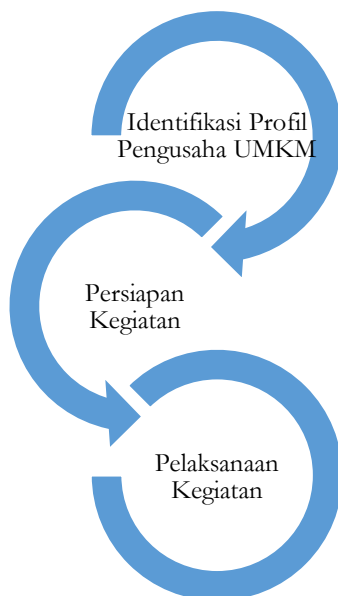 Identifikasi Profil
Pengusaha UMKM
Persiapan
Kegiatan
Pelaksanaan
Kegiatan